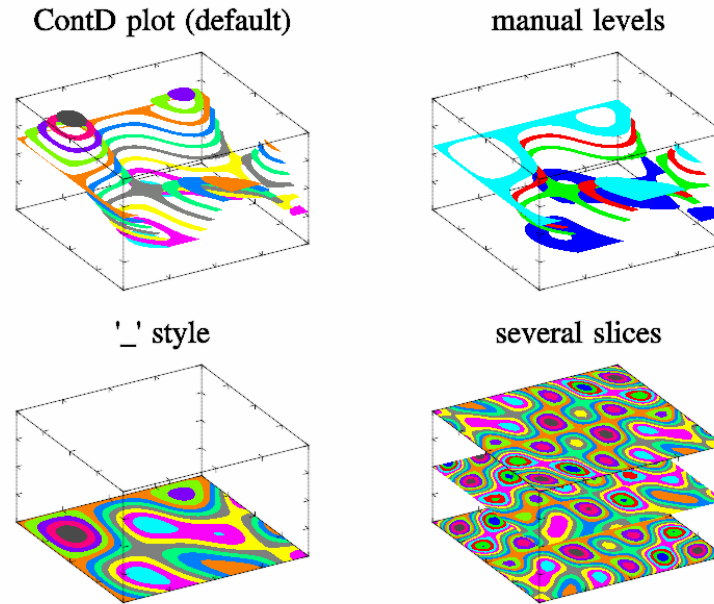 ContD plot (default)
manual levels
'_' style
several slices